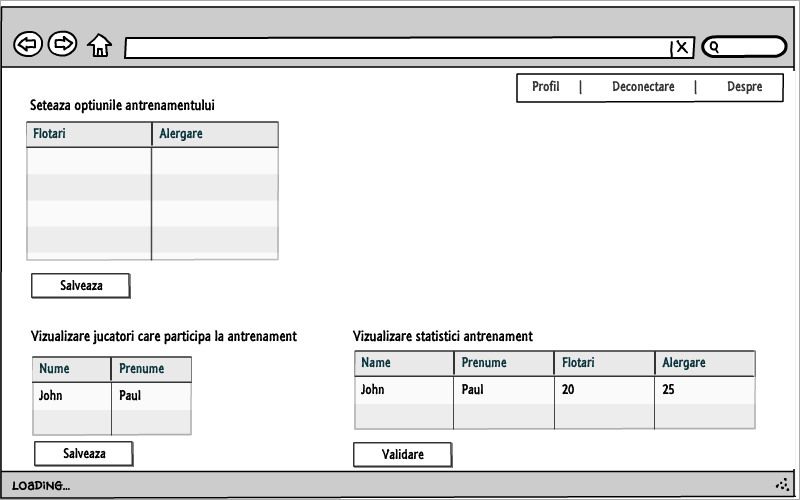 Profil | Deconectare | Despre
Seteaza optiunile antrenamentului
Flotari Alergare
Salveaza
Vizualizare jucatori care participa la antrenament
Nume Prenume
John Paul
Salveaza
Vizualizare statistici antrenament
Name Prenume Flotari Alergare
John Paul 20 25
Validare
LOADING...